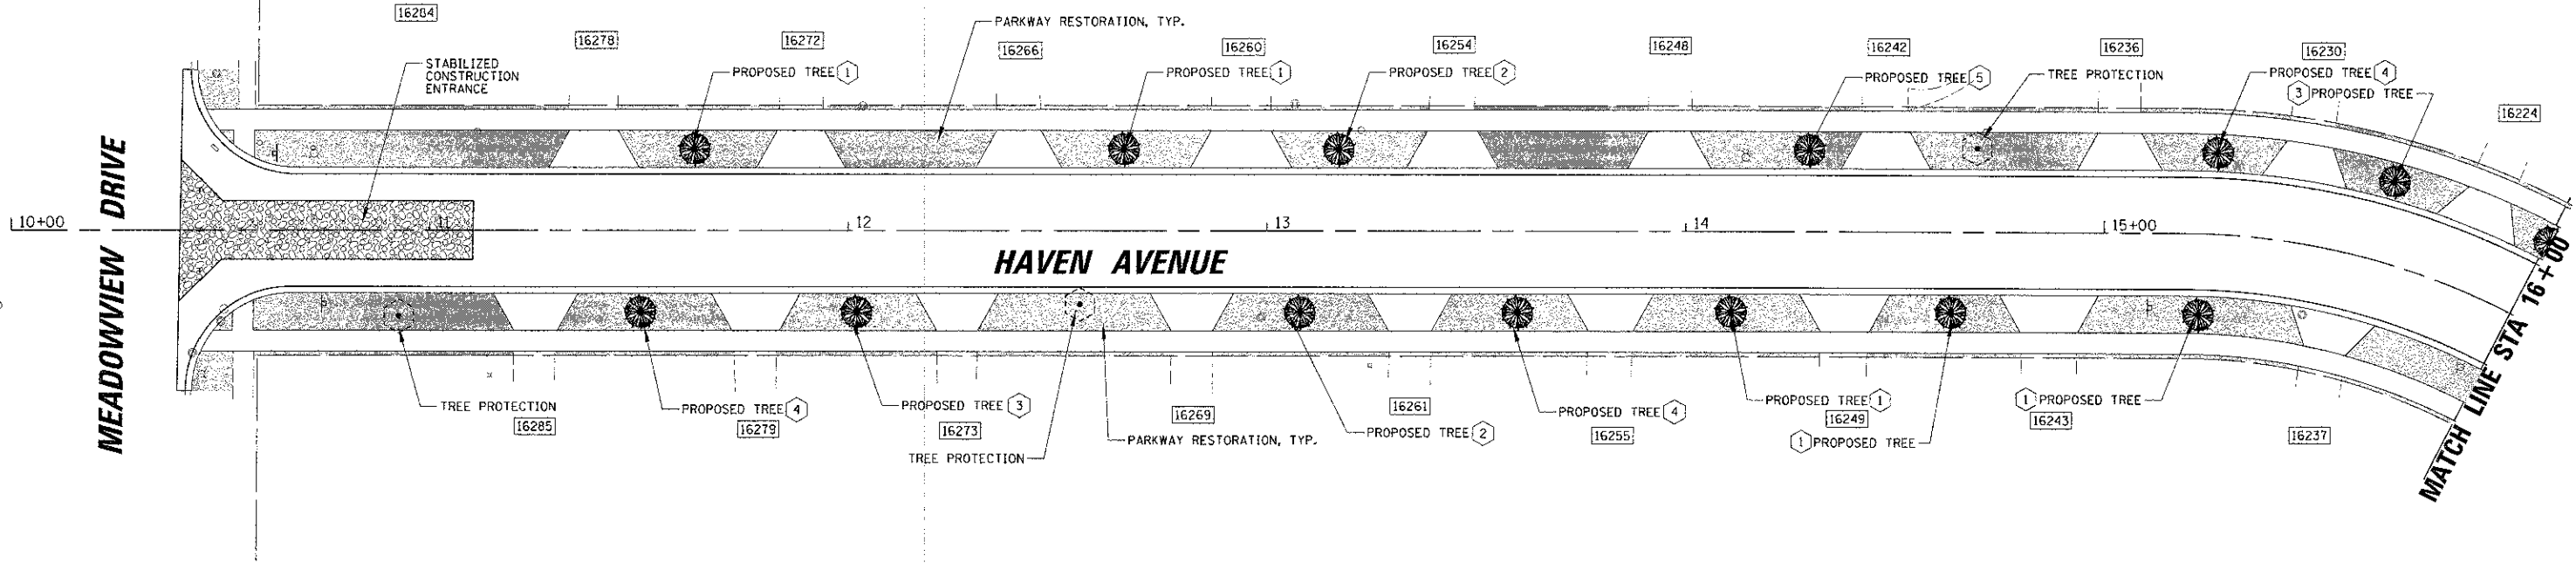 16284
16278
16272
PARKWAY RESTORATION, TYP.
16266
16260
16254
16248
16242
16236
16230
16224
STABILIZED
CONSTRUCTION
ENTRANCE
PROPOSED TREE 1
PROPOSED TREE 1
PROPOSED TREE 2
PROPOSED TREE 5
TREE PROTECTION
PROPOSED TREE 4
3 PROPOSED TREE
10+00
11
12
13
14
15+00
MEADOWVIEW DRIVE
HAVEN AVENUE
MATCH LINE STA 16+00
TREE PROTECTION
16285
PROPOSED TREE 4
16279
PROPOSED TREE 3
16273
TREE PROTECTION
16269
PARKWAY RESTORATION, TYP.
16261
PROPOSED TREE 2
PROPOSED TREE 4
16255
PROPOSED TREE 1
16249
1 PROPOSED TREE
1 PROPOSED TREE
16243
16237